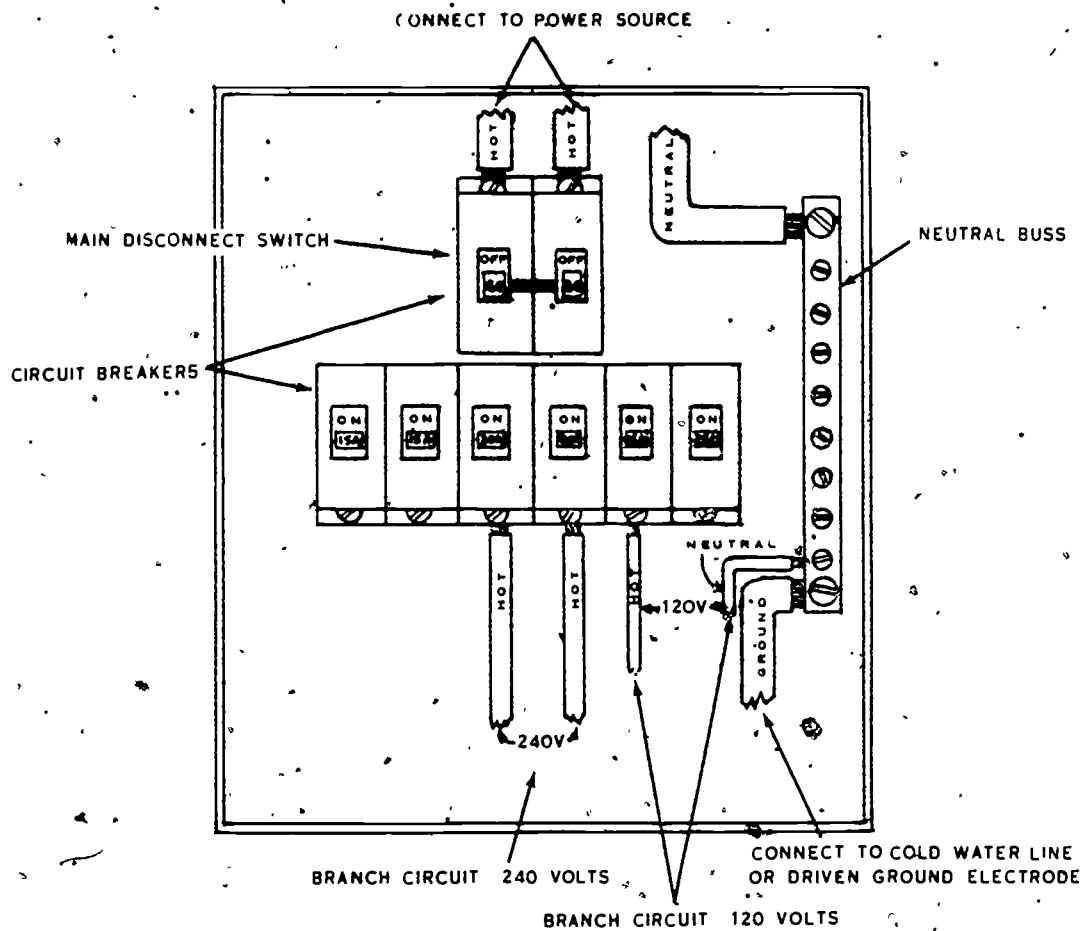 CONNECT TO POWER SOURCE
HOT
HOT
NEUTRAL
MAIN DISCONNECT SWITCH
NEUTRAL BUSS
OFF
OFF
CIRCUIT BREAKERS
ON
ON
ON
ON
ON
ON
15A
NEUTRAL
HOT
HOT
HOT
120V
GROUND
240V
CONNECT TO COLD WATER LINE
OR DRIVEN GROUND ELECTRODE
BRANCH CIRCUIT 240 VOLTS
BRANCH CIRCUIT 120 VOLTS